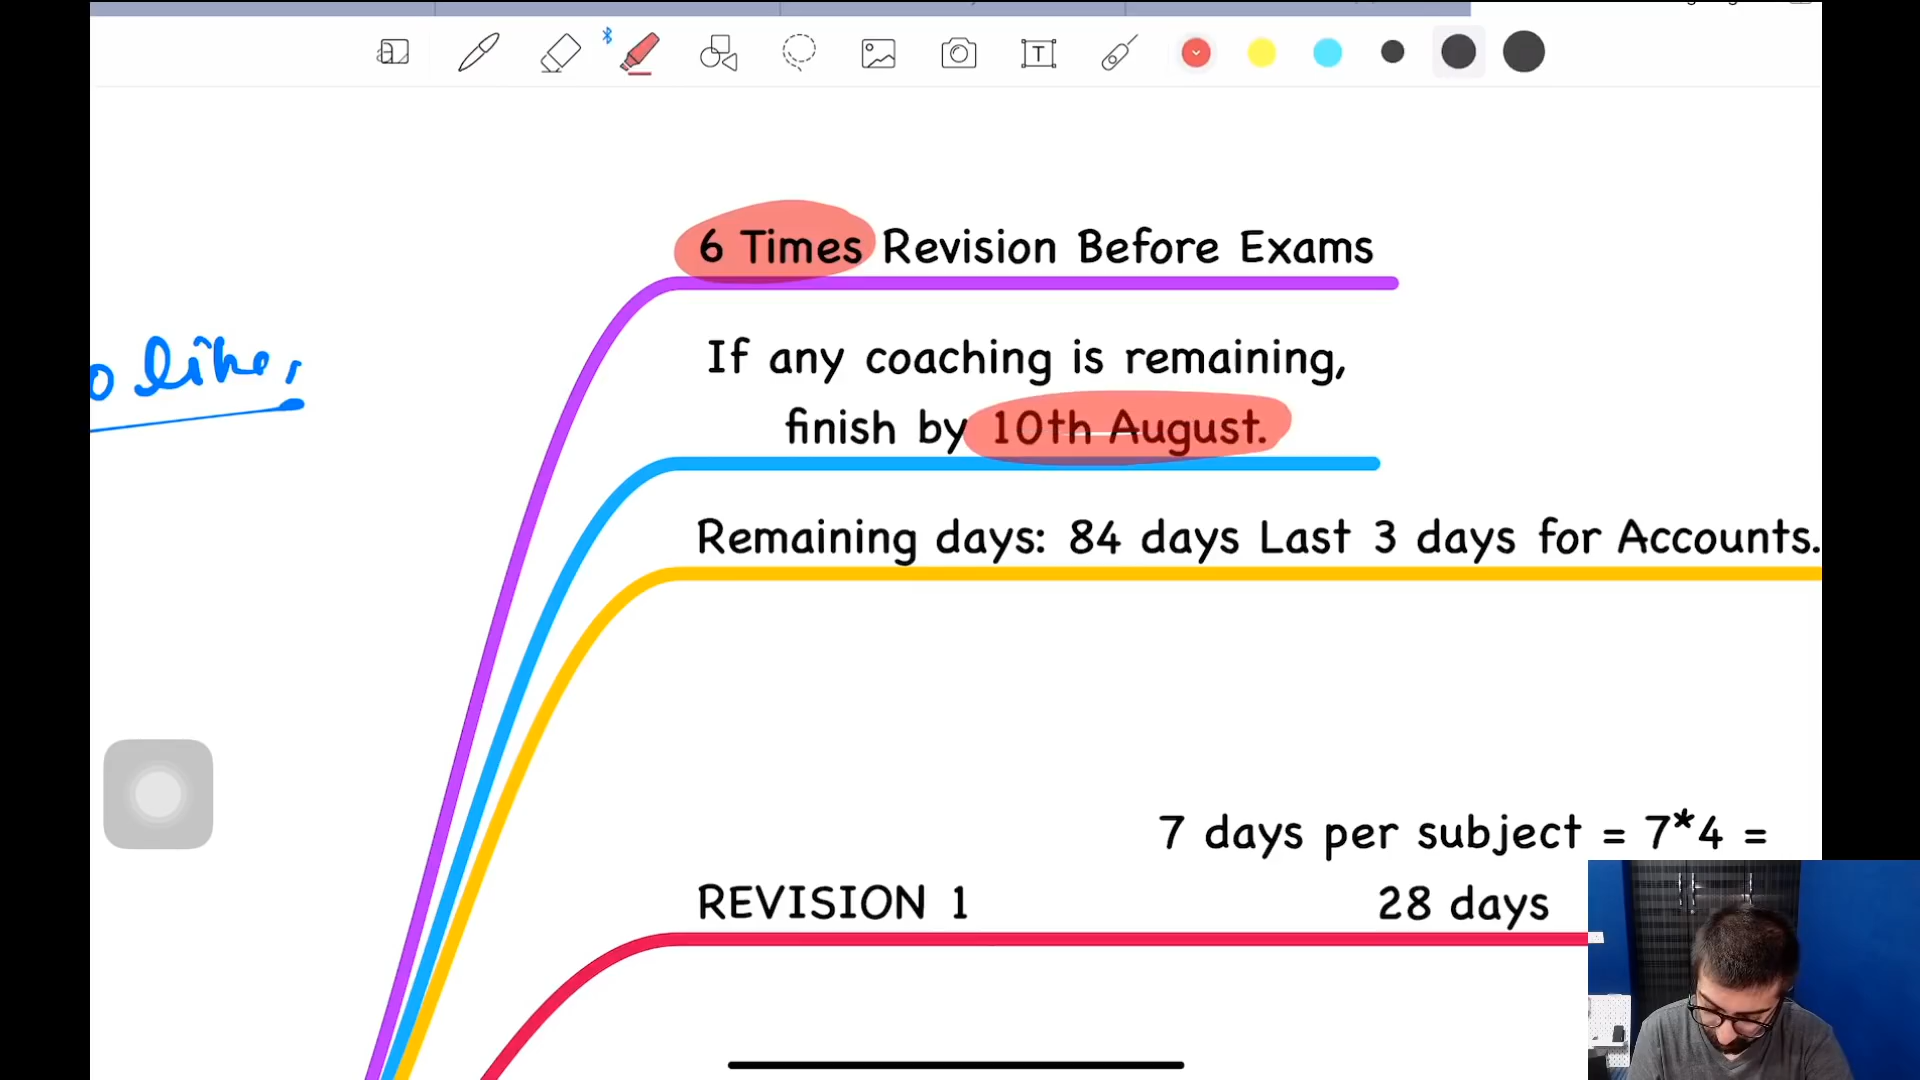 6 Times Revision Before Exams
If any coaching is remaining,
finish by 10th August.
Remaining days: 84 days Last 3 days for Accounts.
7 days per subject = 7*4 =
28 days
REVISION 1
like,